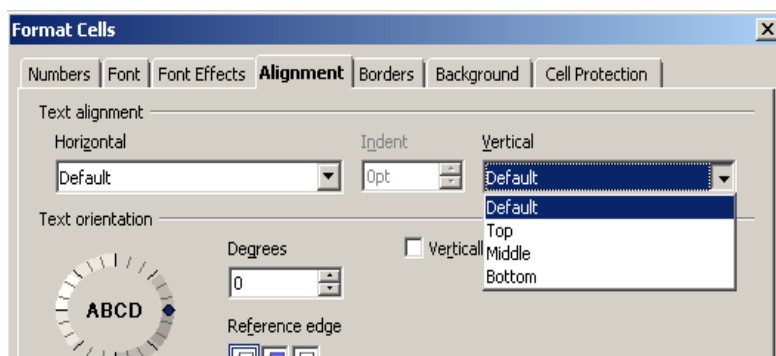 Format Cells
Numbers Font Font Effects Alignment Borders Background Cell Protection
Text alignment
Horizontal Indent Vertical
Default 0pt Default
Default
Top
Middle
Bottom
Text orientation
Degrees
0
ABCD
Reference edge